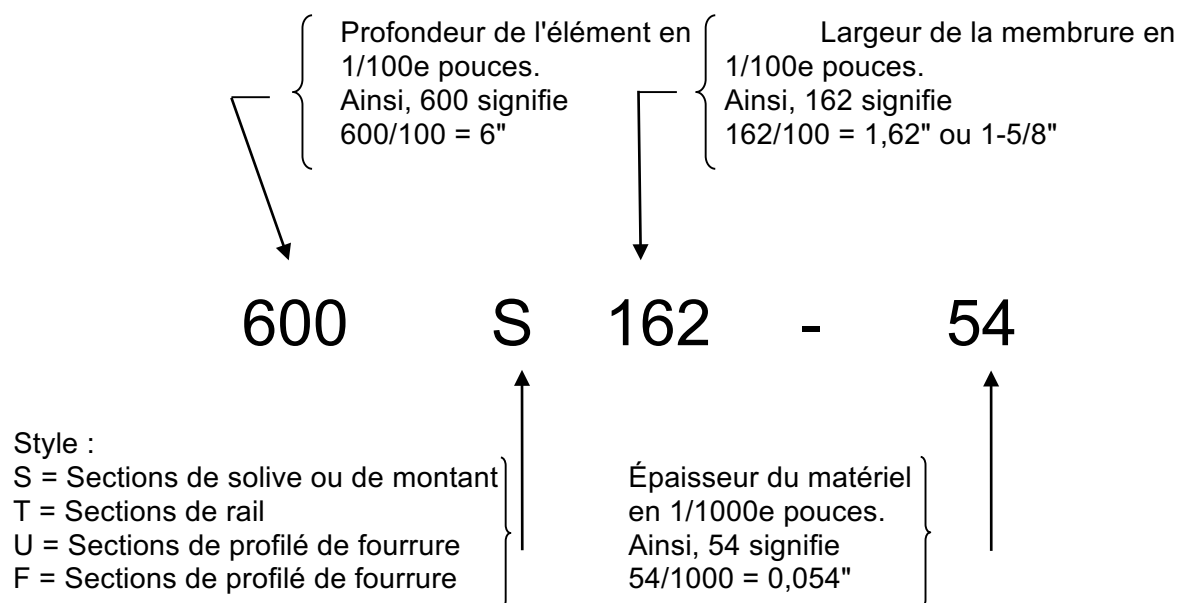 Profondeur de l'élément en
1/100e pouces.
Ainsi, 600 signifie
600/100 = 6"
Largeur de la membrure en
1/100e pouces.
Ainsi, 162 signifie
162/100 = 1,62" ou 1-5/8"
600 S 162 - 54
Style :
S = Sections de solive ou de montant
T = Sections de rail
U = Sections de profilé de fourrure
F = Sections de profilé de fourrure
Épaisseur du matériel
en 1/1000e pouces.
Ainsi, 54 signifie
54/1000 = 0,054"